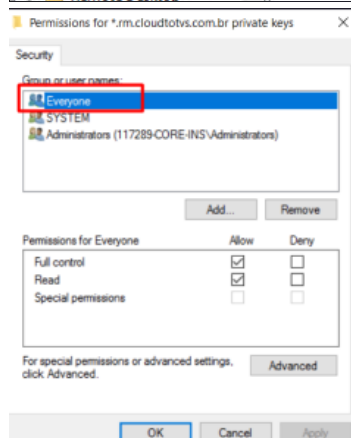 Permissions for *.rm.cloudtotvs.com.br private keys
Security
Group or user names:
Everyone
SYSTEM
Administrators (117289-CORE-INS\Administrators)
Add... Remove
Permissions for Everyone Allow Deny
Full control
Read
Special permissions
For special permissions or advanced settings,
click Advanced.
Advanced
OK Cancel Apply